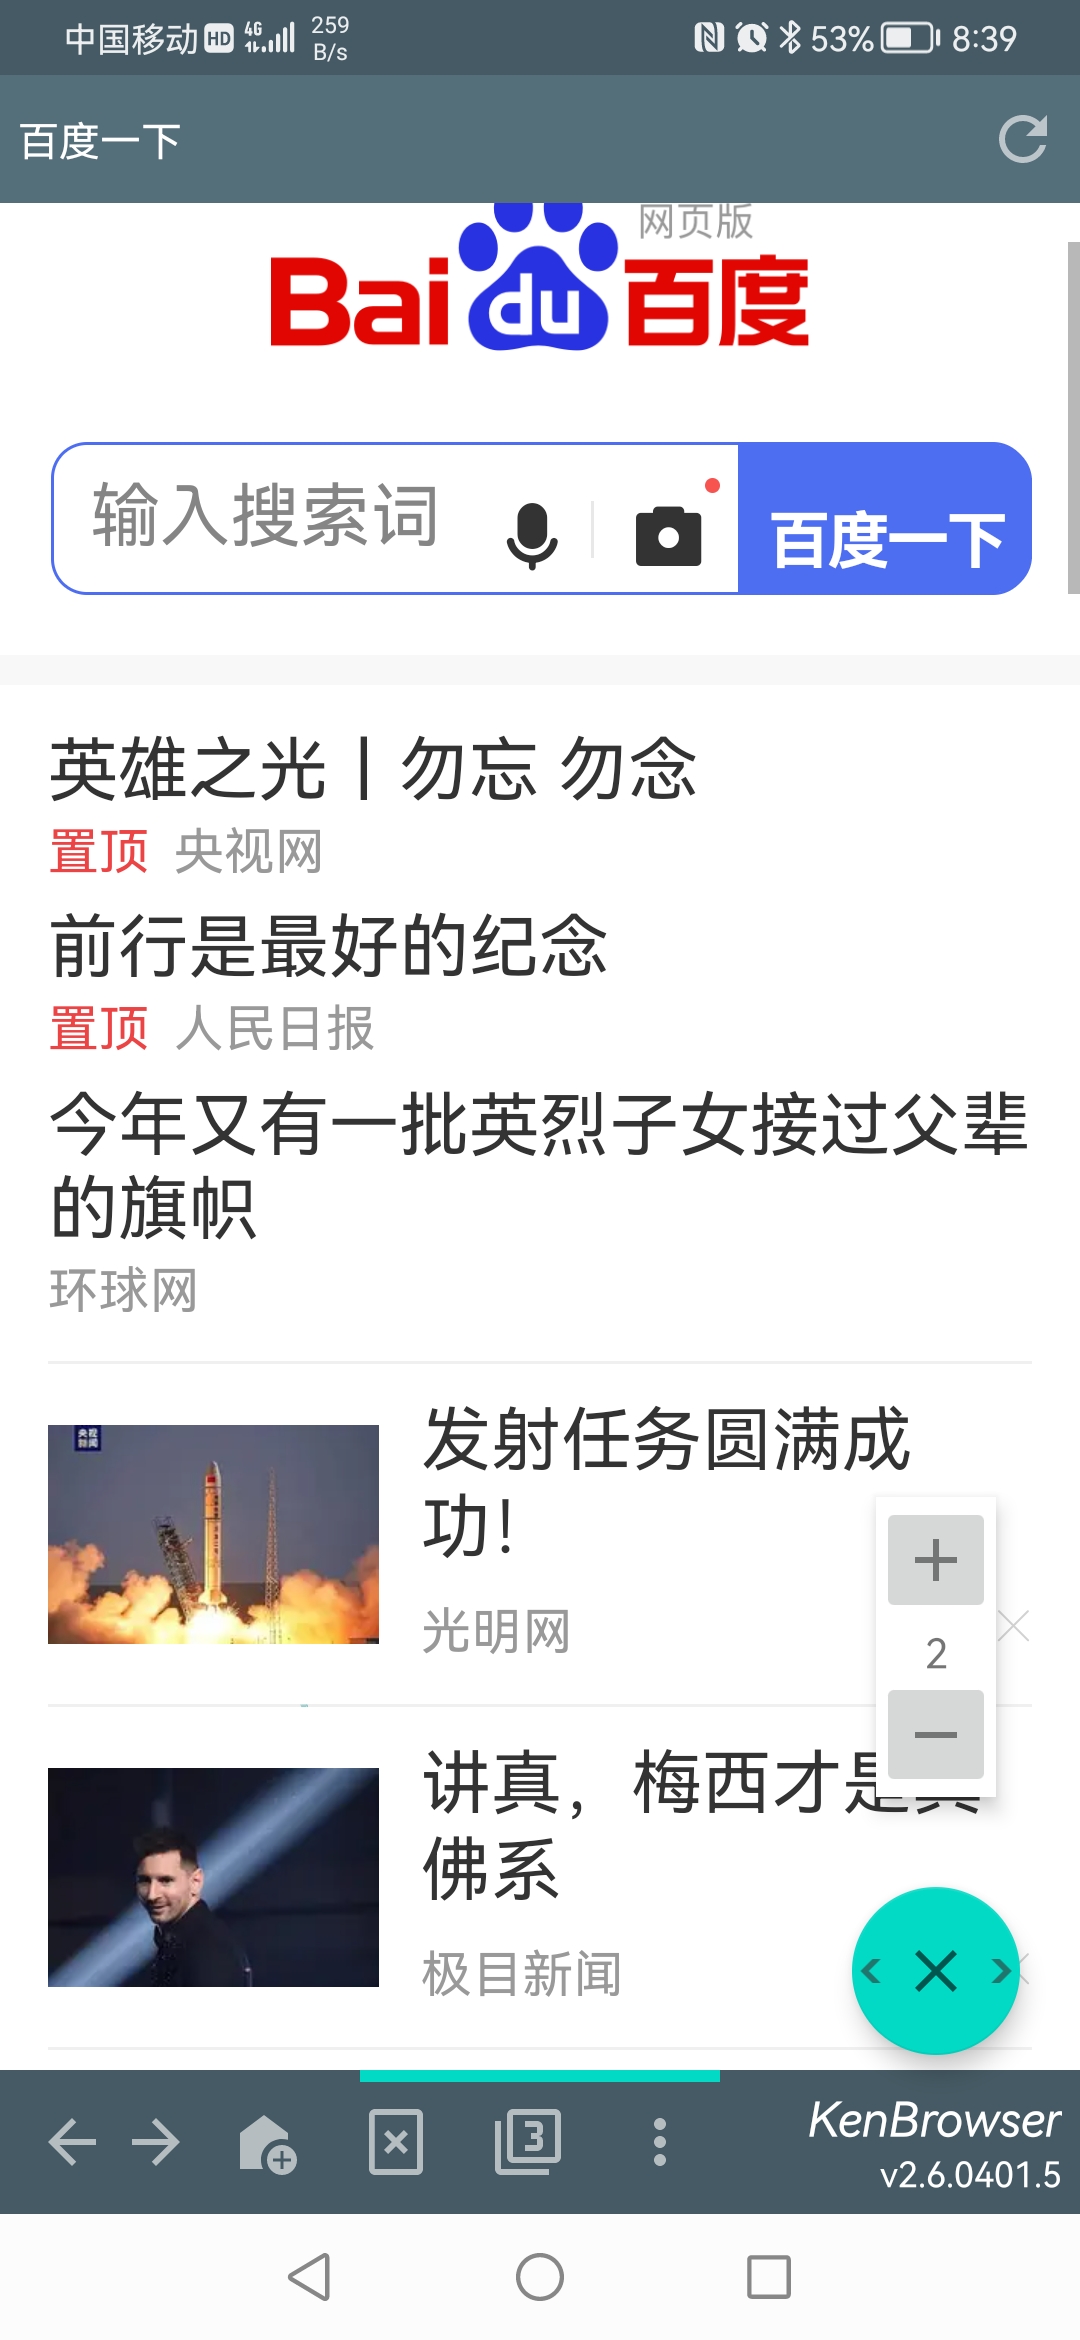 中国移动 HD 4G 259 B/s 53% 8:39
百度一下
网页版
Bai du 百度
输入搜索词 百度一下
英雄之光丨勿忘 勿念
置顶 央视网
前行是最好的纪念
置顶 人民日报
今年又有一批英烈子女接过父辈
的旗帜
环球网
央视
新闻
发射任务圆满成
功！
光明网
+
2
−
讲真，梅西才是真
佛系
极目新闻
3
KenBrowser
v2.6.0401.5